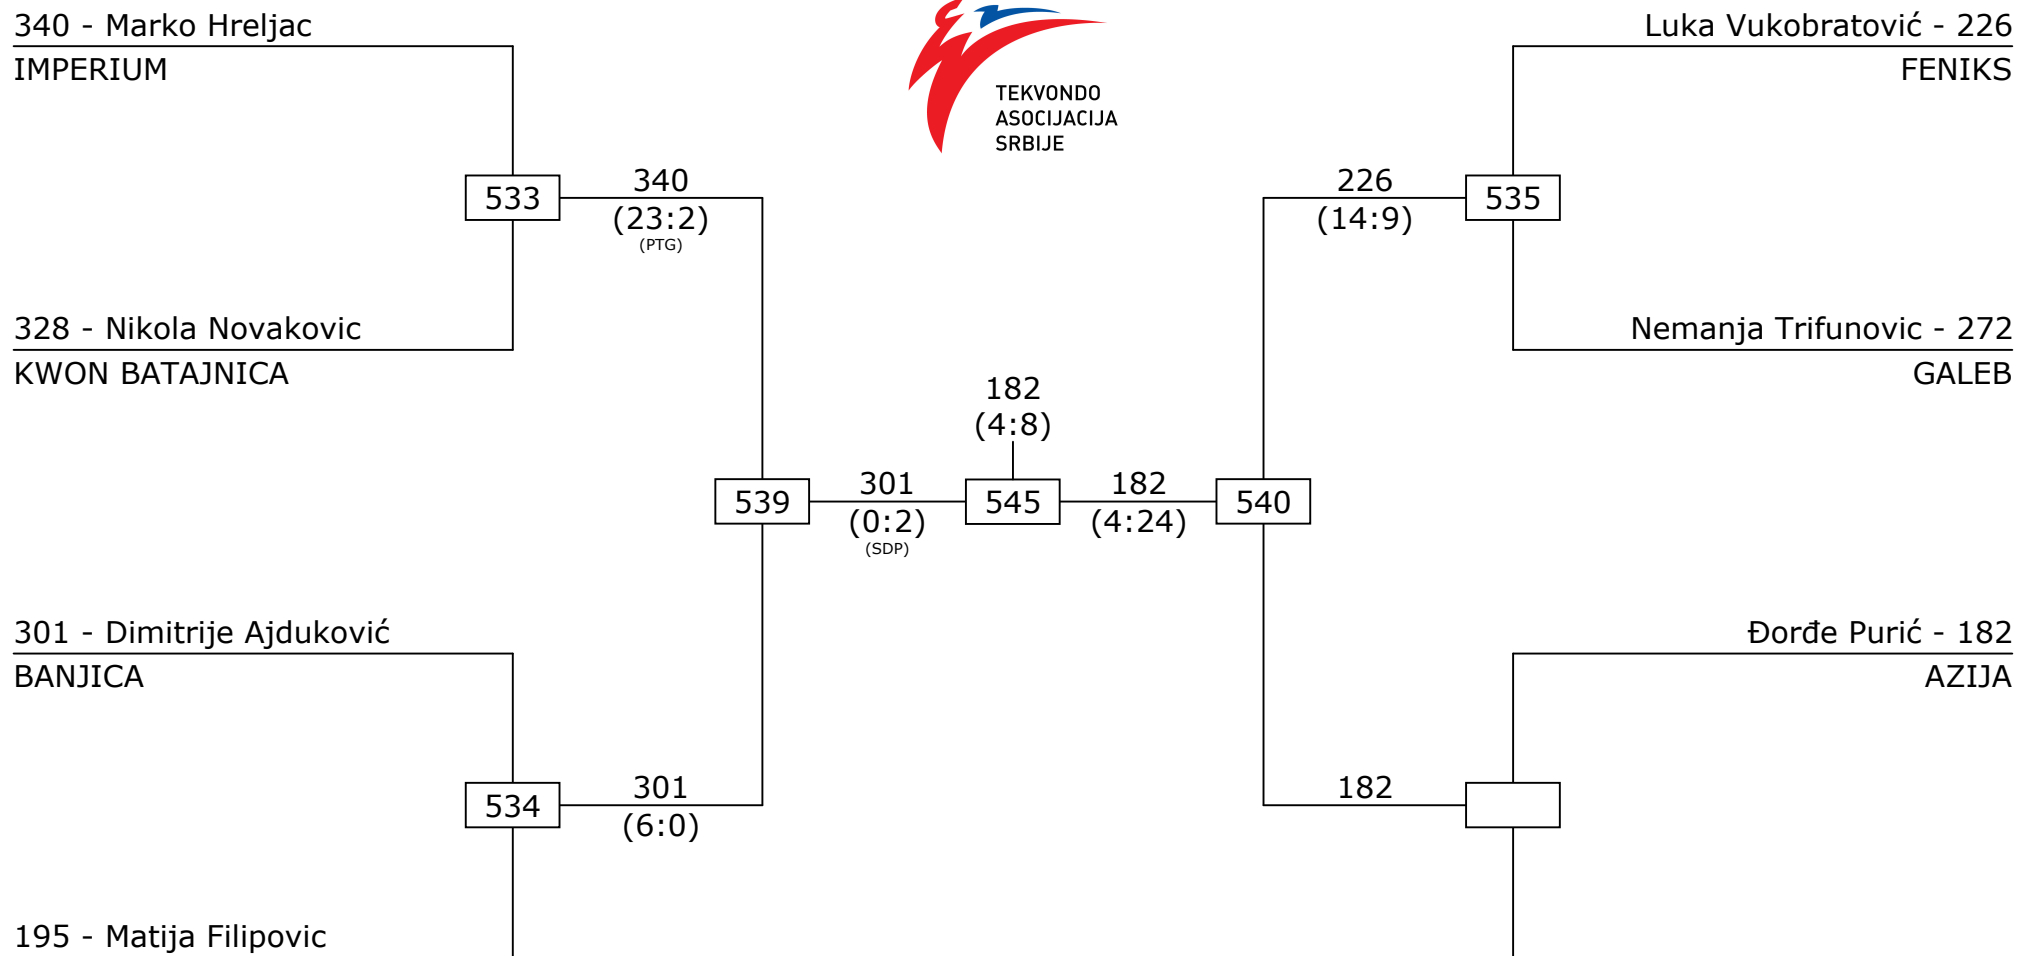 340 - Marko Hreljac
IMPERIUM
TEKVONDO
ASOCIJACIJA
SRBIJE
Luka Vukobratović - 226
FENIKS
533
340
(23:2)
(PTG)
226
(14:9)
535
328 - Nikola Novakovic
KWON BATAJNICA
Nemanja Trifunovic - 272
GALEB
182
(4:8)
539
301
(0:2)
(SDP)
545
182
(4:24)
540
301 - Dimitrije Ajduković
BANJICA
Đorđe Purić - 182
AZIJA
534
301
(6:0)
182
195 - Matija Filipovic